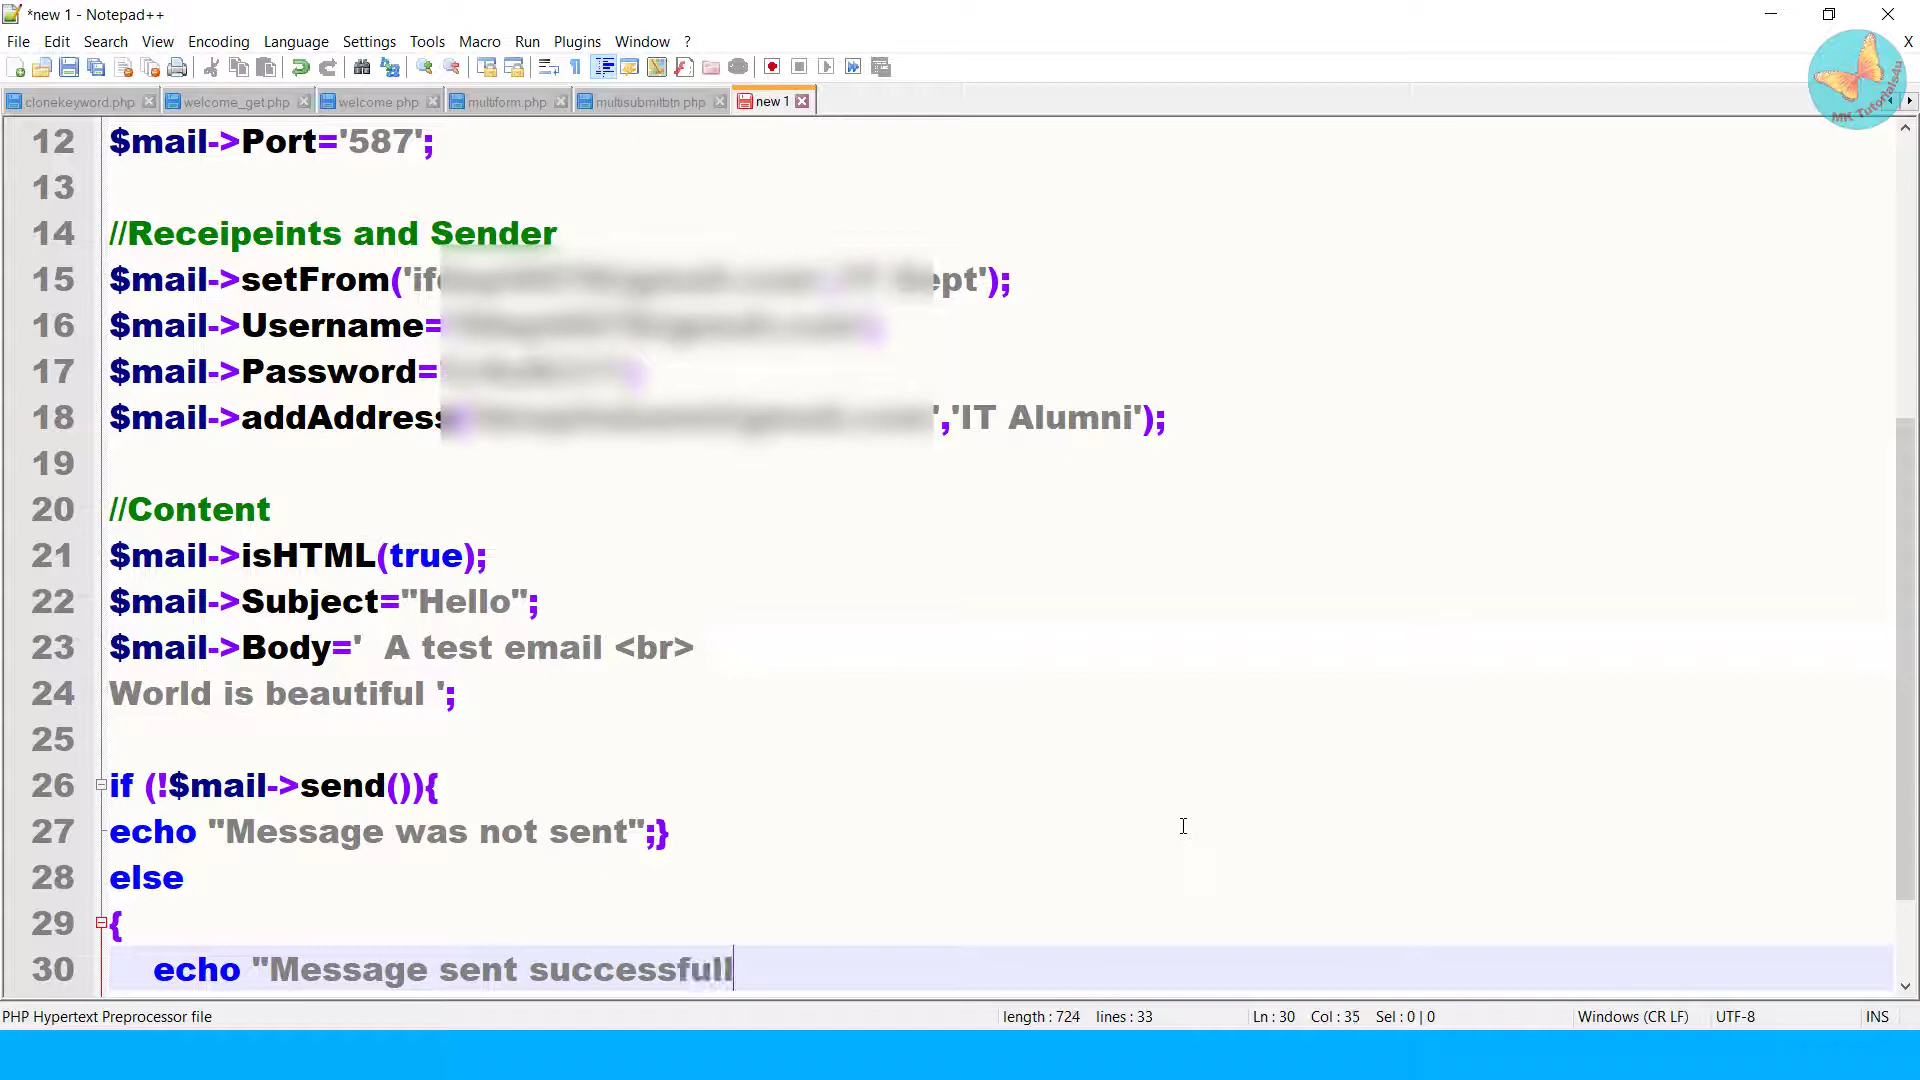 *new 1 - Notepad++
File Edit Search View Encoding Language Settings Tools Macro Run Plugins Window ? X
clonekeyword.php welcome_get.php welcome.php multiform.php multisubmitbtn.php new 1
MK Tutorials4u
12 $mail->Port='587';
13
14 //Receipeints and Sender
15 $mail->setFrom('if ept');
16 $mail->Username=
17 $mail->Password=
18 $mail->addAddress ','IT Alumni');
19
20 //Content
21 $mail->isHTML(true);
22 $mail->Subject="Hello";
23 $mail->Body='  A test email <br>
24 World is beautiful ';
25
26 if (!$mail->send()){
27 echo "Message was not sent";}
28 else
29 {
30 echo "Message sent successfull
PHP Hypertext Preprocessor file length : 724 lines : 33 Ln : 30 Col : 35 Sel : 0 | 0 Windows (CR LF) UTF-8 INS